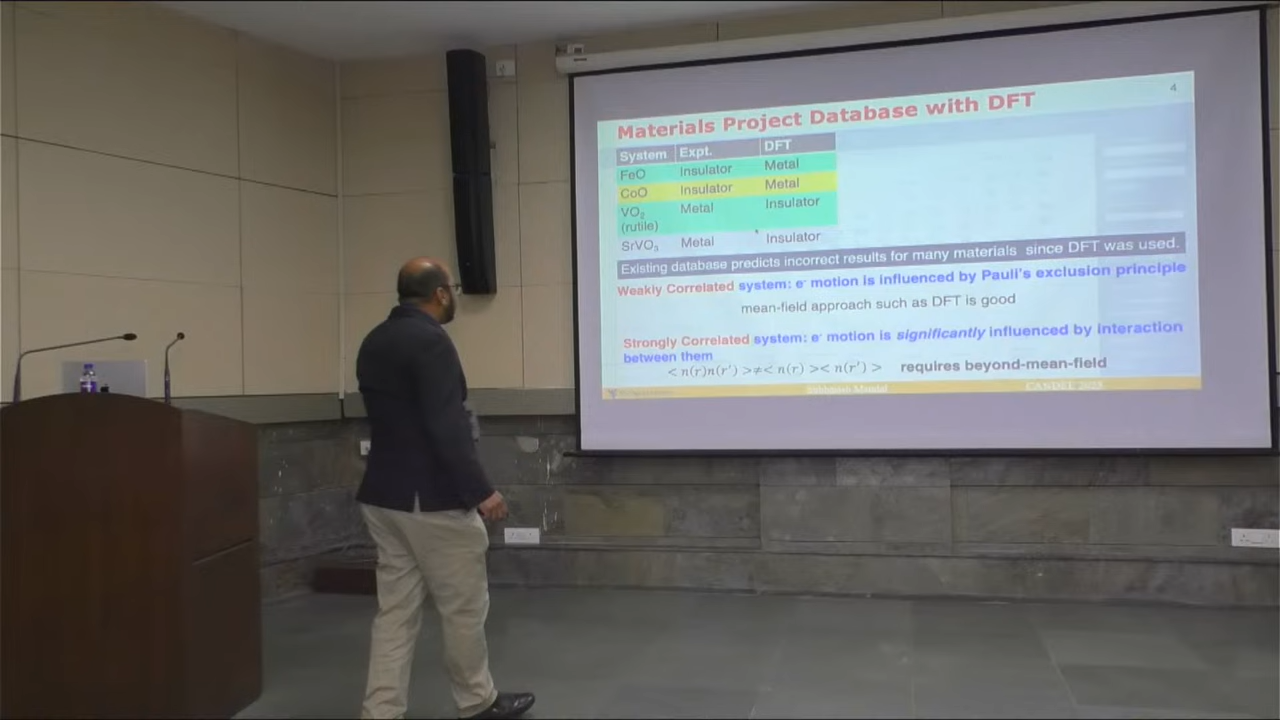 4
Materials Project Database with DFT
System Expt. DFT
FeO Insulator Metal
CoO Insulator Metal
VO₂ Metal Insulator
(rutile)
SrVO₃ Metal Insulator
Existing database predicts incorrect results for many materials since DFT was used.
Weakly Correlated system: e⁻ motion is influenced by Pauli's exclusion principle
mean-field approach such as DFT is good
Strongly Correlated system: e⁻ motion is significantly influenced by interaction
between them
< n(r)n(r′) >≠< n(r) >< n(r′) > requires beyond-mean-field
Mandal